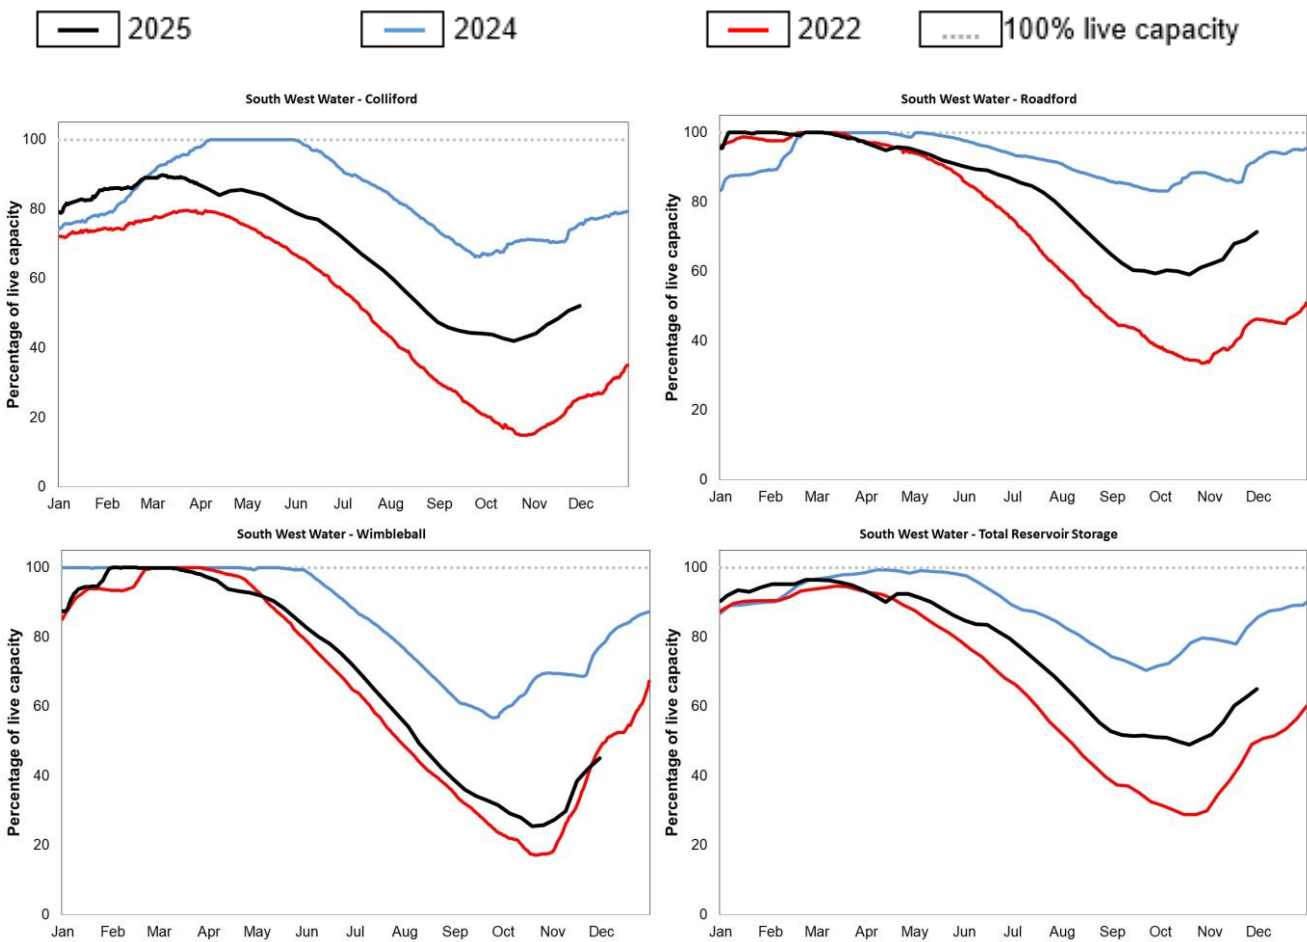 2025 2024 2022 100% live capacity
South West Water - Colliford
Percentage of live capacity
100
80
60
40
20
0
Jan Feb Mar Apr May Jun Jul Aug Sep Oct Nov Dec
South West Water - Roadford
Percentage of live capacity
100
80
60
40
20
0
Jan Feb Mar Apr May Jun Jul Aug Sep Oct Nov Dec
South West Water - Wimbleball
Percentage of live capacity
100
80
60
40
20
0
Jan Feb Mar Apr May Jun Jul Aug Sep Oct Nov Dec
South West Water - Total Reservoir Storage
Percentage of live capacity
100
80
60
40
20
0
Jan Feb Mar Apr May Jun Jul Aug Sep Oct Nov Dec